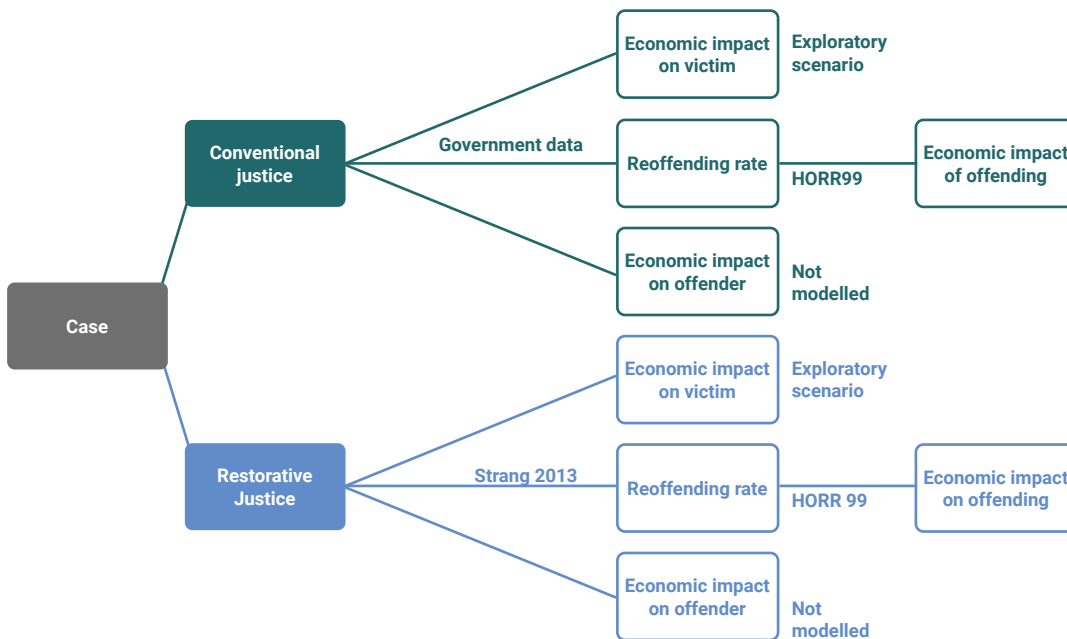 Economic impact
on victim
Exploratory
scenario
Conventional
justice
Government data
Reoffending rate
HORR99
Economic impact
of offending
Economic impact
on offender
Not
modelled
Case
Economic impact
on victim
Exploratory
scenario
Restorative
Justice
Strang 2013
Reoffending rate
HORR 99
Economic impact
on offending
Economic impact
on offender
Not
modelled